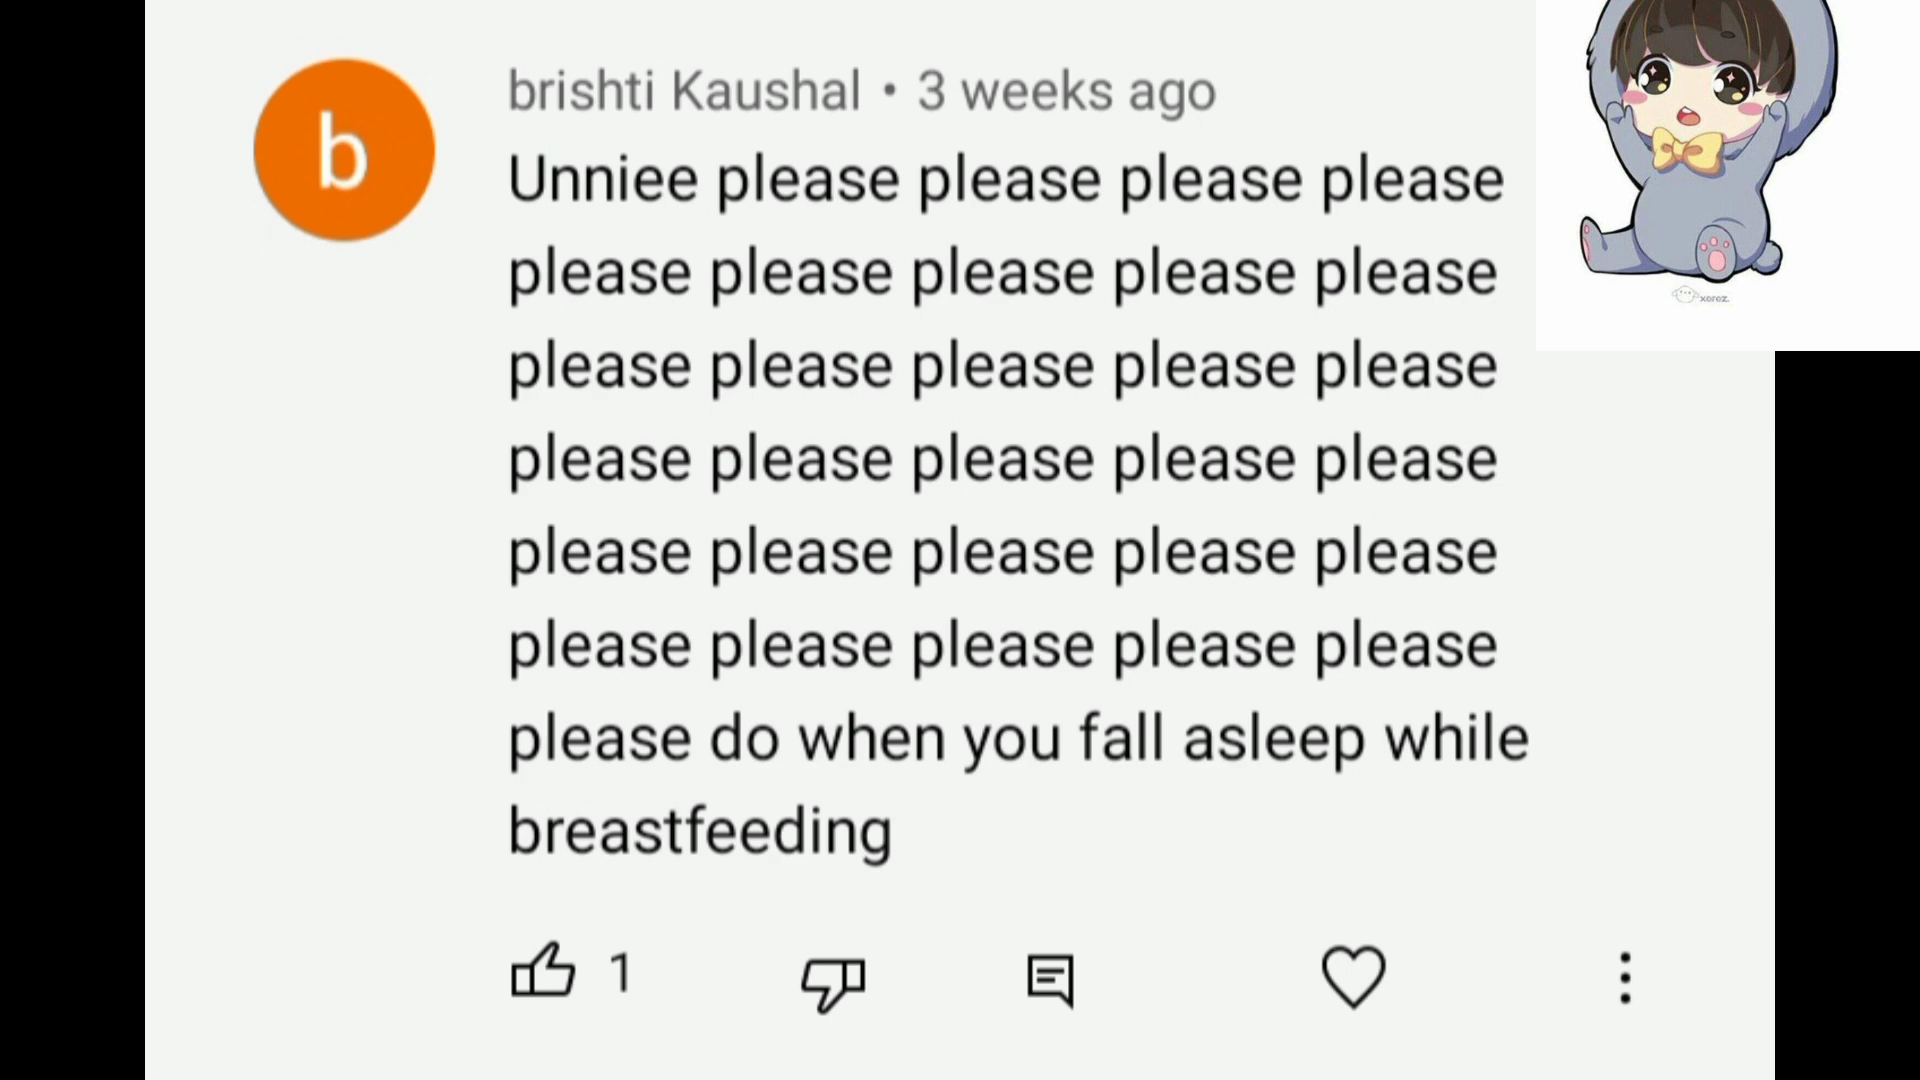 brishti Kaushal • 3 weeks ago
Unniee please please please please
please please please please please
please please please please please
please please please please please
please please please please please
please please please please please
please do when you fall asleep while
breastfeeding
1
b
xoroz.